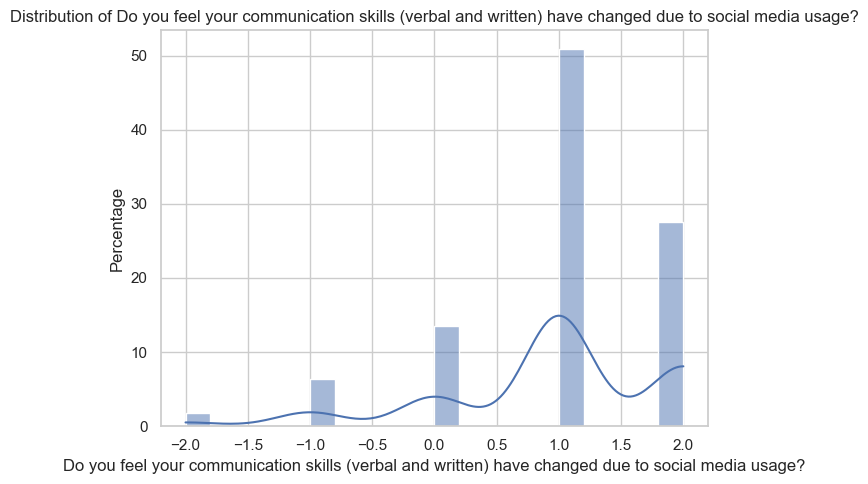 Distribution of Do you feel your communication skills (verbal and written) have changed due to social media usage?
50
40
30
20
10
0
Percentage
−2.0 −1.5 −1.0 −0.5 0.0 0.5 1.0 1.5 2.0
Do you feel your communication skills (verbal and written) have changed due to social media usage?